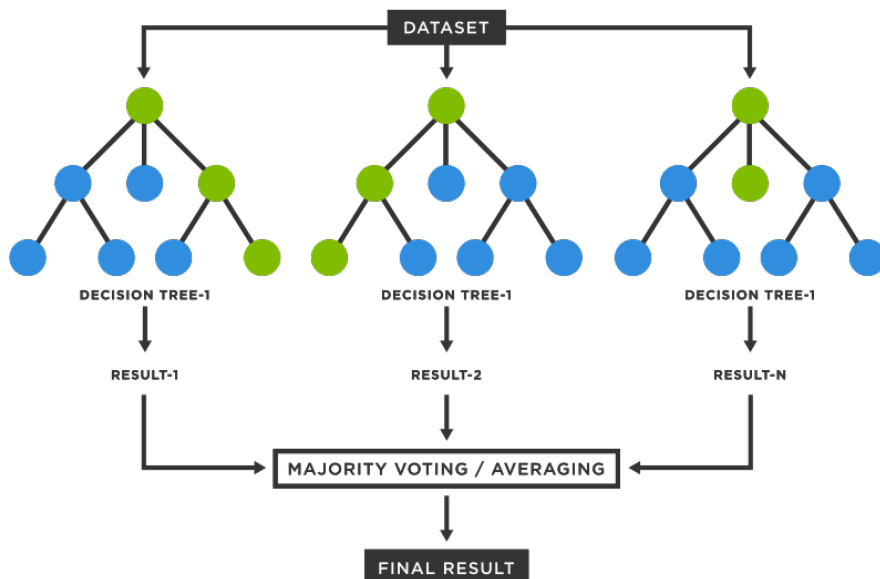 DATASET
DECISION TREE-1
DECISION TREE-1
DECISION TREE-1
RESULT-1
RESULT-2
RESULT-N
MAJORITY VOTING / AVERAGING
FINAL RESULT